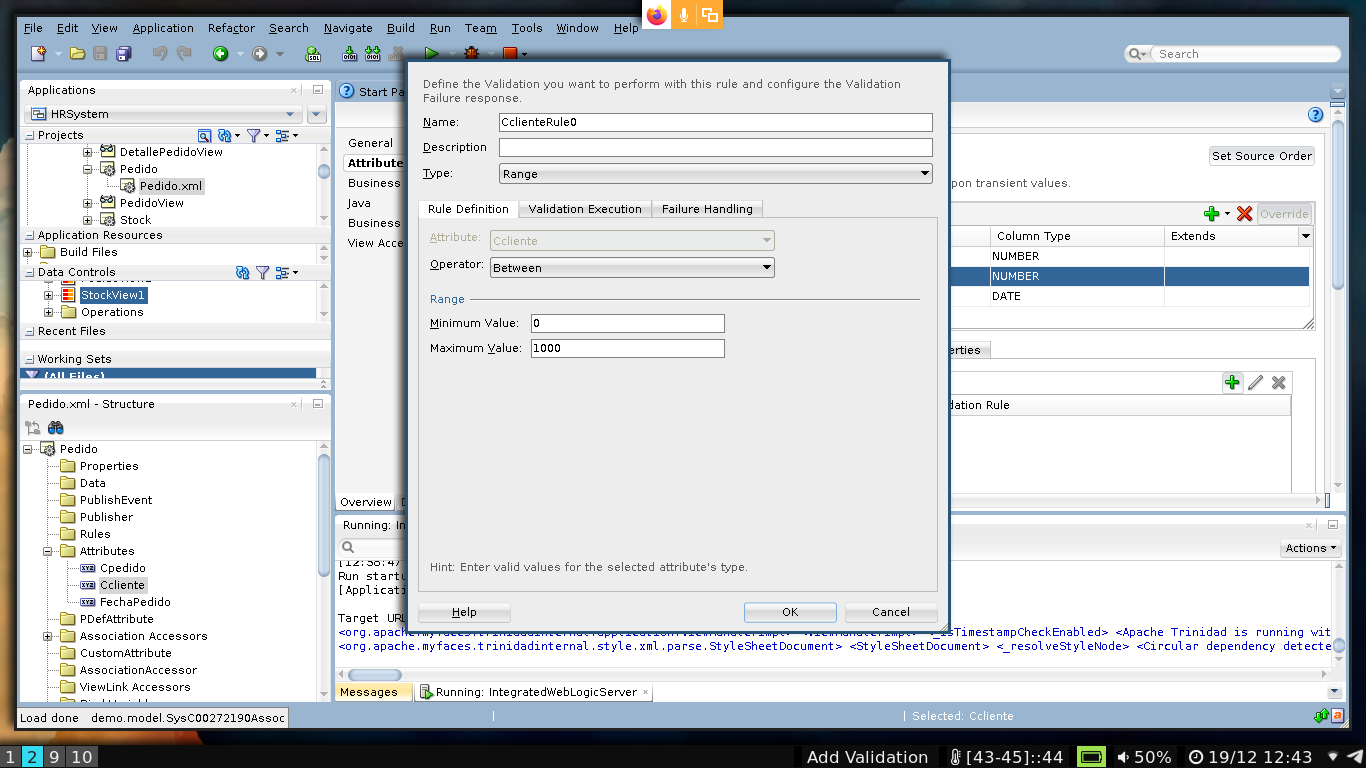 File Edit View Application Refactor Search Navigate Build Run Team Tools Window Help
Search
Applications
HRSystem
Projects
DetallePedidoView
Pedido
Pedido.xml
PedidoView
Stock
Application Resources
Build Files
Data Controls
StockView1
Operations
Recent Files
Working Sets
(All Files)
Pedido.xml - Structure
Pedido
Properties
Data
PublishEvent
Publisher
Rules
Attributes
Cpedido
Ccliente
FechaPedido
PDefAttribute
Association Accessors
CustomAttribute
AssociationAccessor
ViewLink Accessors
Load done demo.model.SysC00272190Assoc
Start Pa
General
Attribute
Business
Java
Business
View Acce
Overview
Define the Validation you want to perform with this rule and configure the Validation
Failure response.
Name: CclienteRule0
Description
Type: Range
Rule Definition Validation Execution Failure Handling
Attribute: Ccliente
Operator: Between
Range
Minimum Value: 0
Maximum Value: 1000
Hint: Enter valid values for the selected attribute's type.
Help OK Cancel
Set Source Order
pon transient values.
Override
Column Type Extends
NUMBER
NUMBER
DATE
erties
dation Rule
Running: In
Actions
[12:38:47
Run startu
[Applicati
Target URL
<org.apache.myfaces.trinidadinternal.application.ViewHandlerImpl> <ViewHandlerImpl> <_isTimestampCheckEnabled> <Apache Trinidad is running wit
<org.apache.myfaces.trinidadinternal.style.xml.parse.StyleSheetDocument> <StyleSheetDocument> <_resolveStyleNode> <Circular dependency detecte
Messages Running: IntegratedWebLogicServer
Selected: Ccliente
1 2 9 10 Add Validation [43-45]::44 50% 19/12 12:43